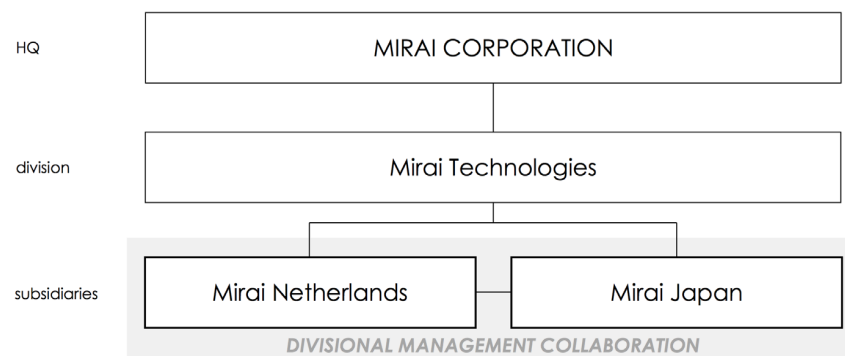 HQ
MIRAI CORPORATION
division
Mirai Technologies
subsidiaries
Mirai Netherlands
Mirai Japan
DIVISIONAL MANAGEMENT COLLABORATION